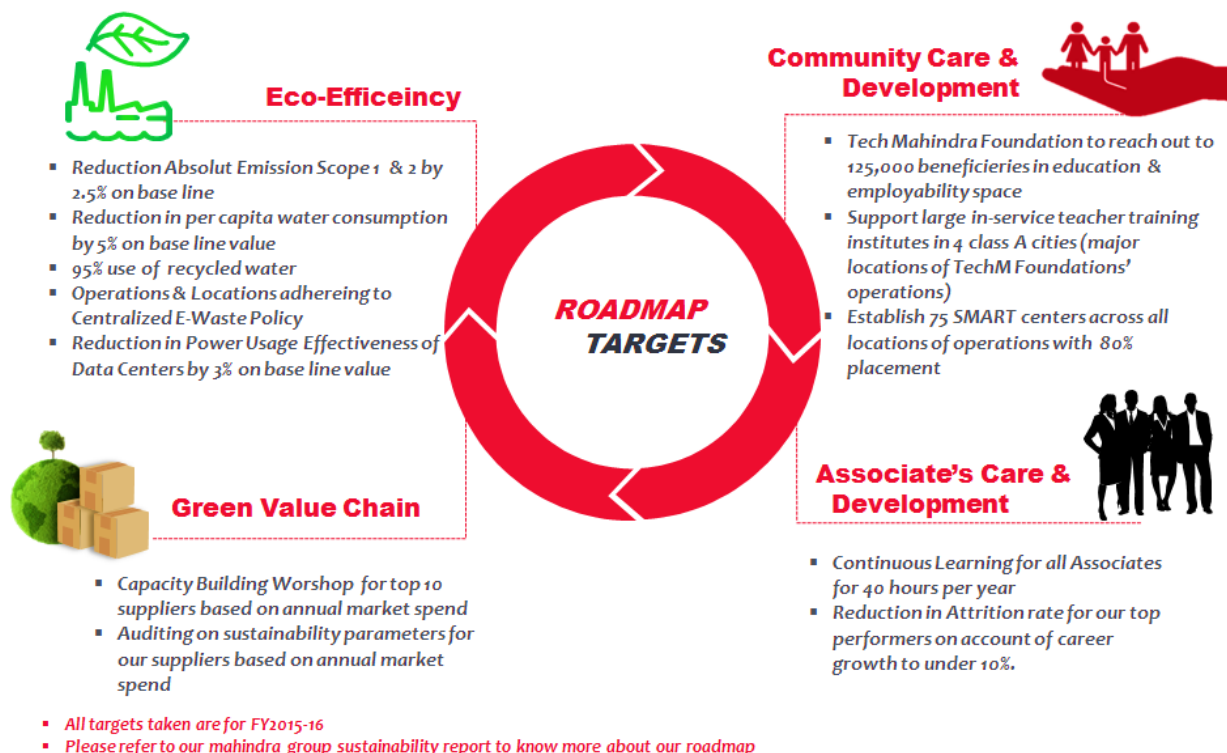 Eco-Efficeincy
▪ Reduction Absolut Emission Scope 1 & 2 by
2.5% on base line
▪ Reduction in per capita water consumption
by 5% on base line value
▪ 95% use of recycled water
▪ Operations & Locations adhereing to
Centralized E-Waste Policy
▪ Reduction in Power Usage Effectiveness of
Data Centers by 3% on base line value
Community Care &
Development
▪ Tech Mahindra Foundation to reach out to
125,000 beneficieries in education &
employability space
▪ Support large in-service teacher training
institutes in 4 class A cities (major
locations of TechM Foundations'
operations)
▪ Establish 75 SMART centers across all
locations of operations with 80%
placement
ROADMAP
TARGETS
Green Value Chain
▪ Capacity Building Worshop for top 10
suppliers based on annual market spend
▪ Auditing on sustainability parameters for
our suppliers based on annual market
spend
Associate's Care &
Development
▪ Continuous Learning for all Associates
for 40 hours per year
▪ Reduction in Attrition rate for our top
performers on account of career
growth to under 10%.
▪ All targets taken are for FY2015-16
▪ Please refer to our mahindra group sustainability report to know more about our roadmap